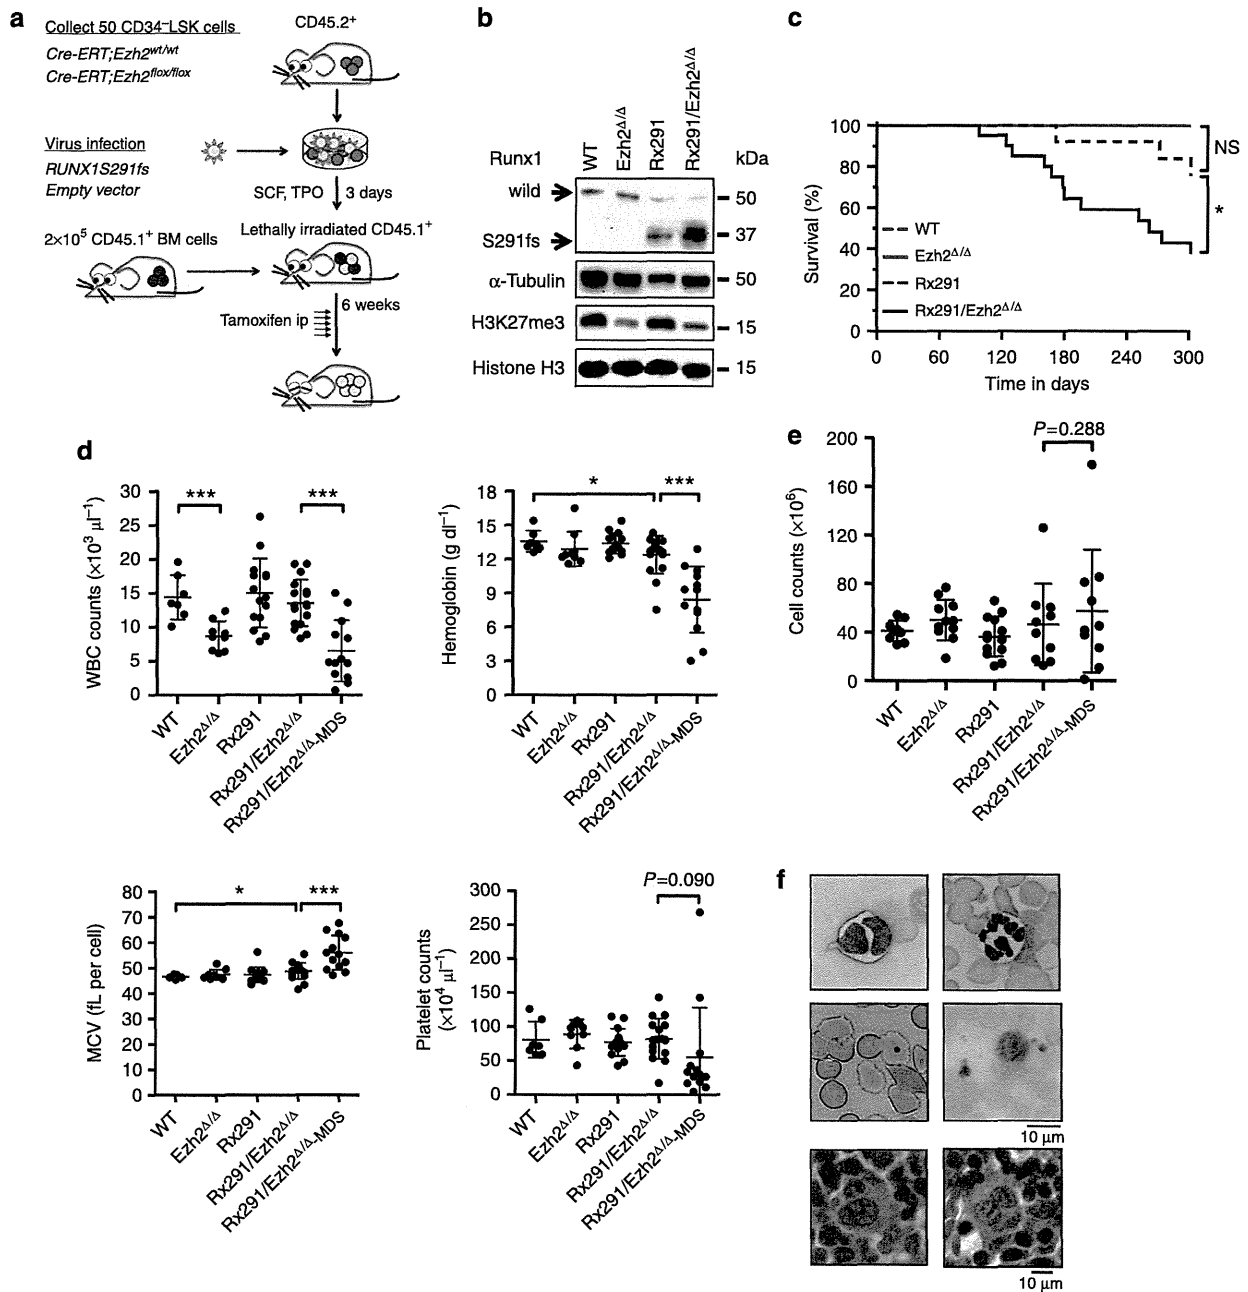 a
Collect 50 CD34⁻LSK cells
Cre-ERT;Ezh2wt/wt
Cre-ERT;Ezh2flox/flox
CD45.2⁺
Virus infection
RUNX1S291fs
Empty vector
SCF, TPO
3 days
2×10⁵ CD45.1⁺ BM cells
Lethally irradiated CD45.1⁺
Tamoxifen ip
6 weeks
b
WT
Ezh2Δ/Δ
Rx291
Rx291/Ezh2Δ/Δ
Runx1
kDa
wild
50
S291fs
37
α-Tubulin
50
H3K27me3
15
Histone H3
15
c
Survival (%)
100
80
60
40
20
0
WT
Ezh2Δ/Δ
Rx291
Rx291/Ezh2Δ/Δ
NS
*
0 60 120 180 240 300
Time in days
d
WBC counts (×10³ μl⁻¹)
30
25
20
15
10
5
0
*** ***
WT
Ezh2Δ/Δ
Rx291
Rx291/Ezh2Δ/Δ
Rx291/Ezh2Δ/Δ-MDS
Hemoglobin (g dl⁻¹)
18
15
12
9
6
3
0
* ***
WT
Ezh2Δ/Δ
Rx291
Rx291/Ezh2Δ/Δ
Rx291/Ezh2Δ/Δ-MDS
e
Cell counts (×10⁶)
200
160
120
80
40
0
P=0.288
WT
Ezh2Δ/Δ
Rx291
Rx291/Ezh2Δ/Δ
Rx291/Ezh2Δ/Δ-MDS
MCV (fL per cell)
80
70
60
50
40
30
20
10
0
* ***
WT
Ezh2Δ/Δ
Rx291
Rx291/Ezh2Δ/Δ
Rx291/Ezh2Δ/Δ-MDS
Platelet counts
(×10⁴ μl⁻¹)
300
250
200
150
100
50
0
P=0.090
WT
Ezh2Δ/Δ
Rx291
Rx291/Ezh2Δ/Δ
Rx291/Ezh2Δ/Δ-MDS
f
10 μm
10 μm